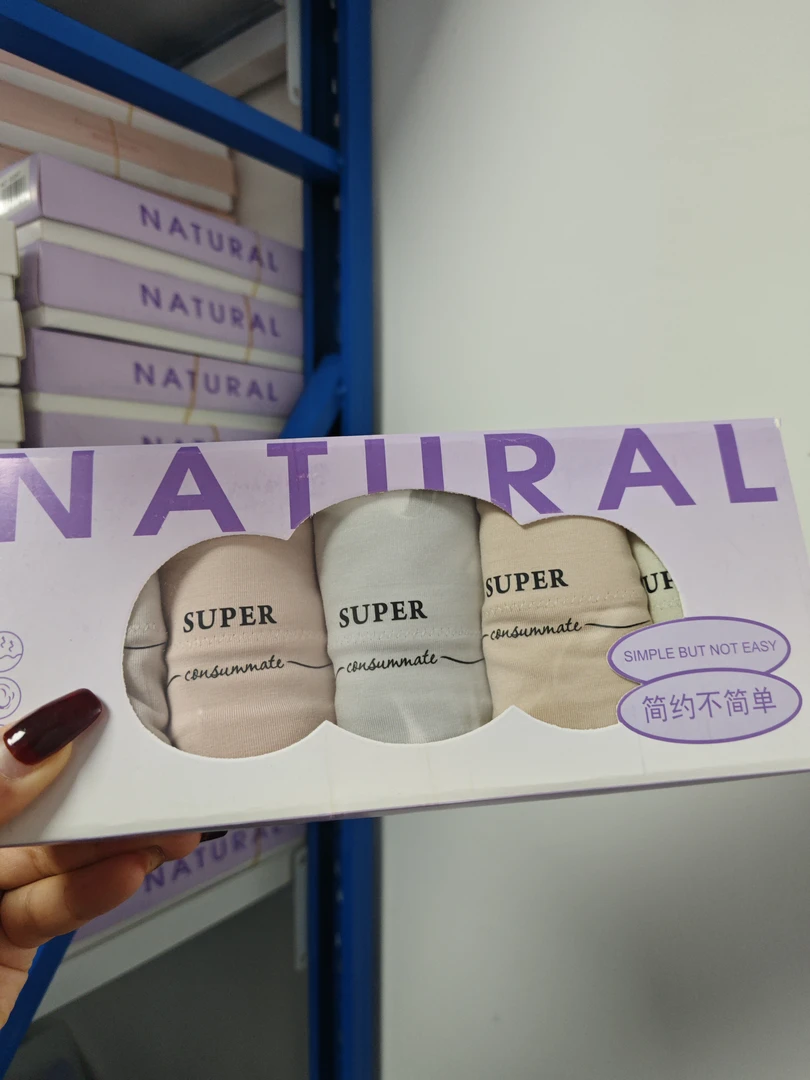 NATURAL
NATURAL
NATURAL
NATURAL
SUPER
consummate
SUPER
consummate
SUPER
consummate
SIMPLE BUT NOT EASY
简约不简单
NATURAL